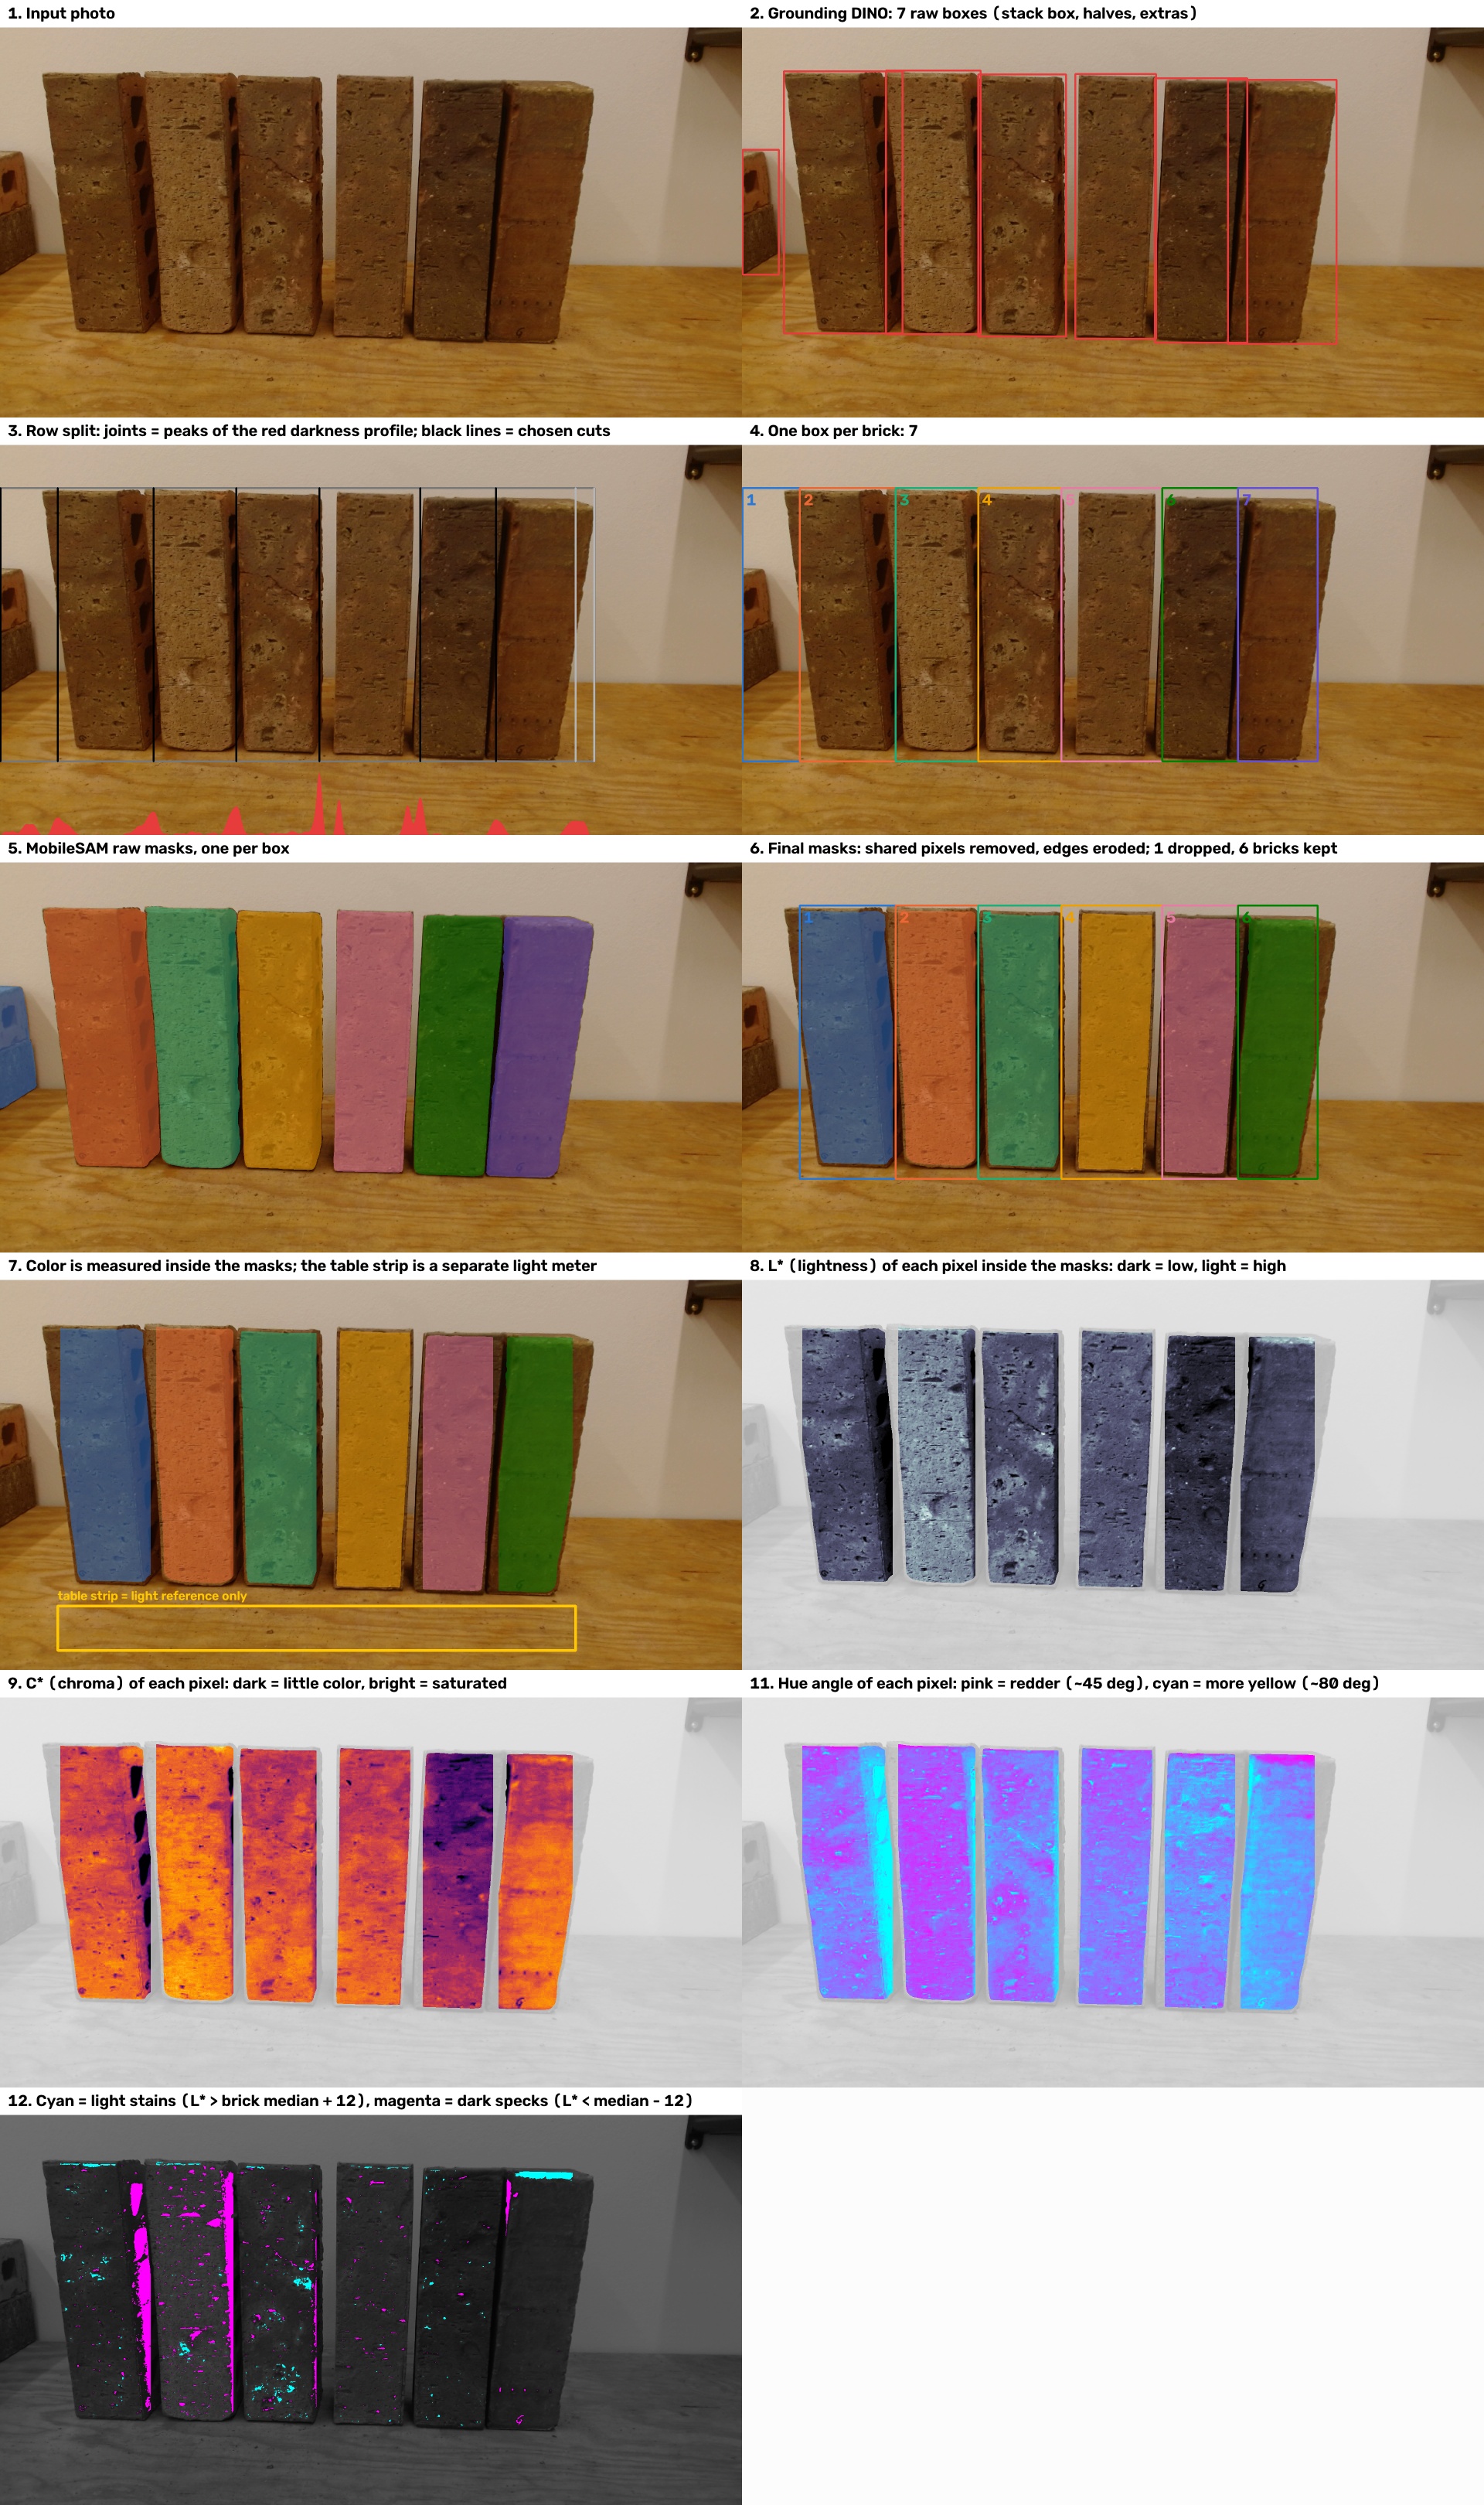 1. Input photo
2. Grounding DINO: 7 raw boxes (stack box, halves, extras)
3. Row split: joints = peaks of the red darkness profile; black lines = chosen cuts
4. One box per brick: 7
1
2
3
4
5
6
7
5. MobileSAM raw masks, one per box
6. Final masks: shared pixels removed, edges eroded; 1 dropped, 6 bricks kept
1
2
3
4
5
6
7. Color is measured inside the masks; the table strip is a separate light meter
table strip = light reference only
8. L* (lightness) of each pixel inside the masks: dark = low, light = high
9. C* (chroma) of each pixel: dark = little color, bright = saturated
11. Hue angle of each pixel: pink = redder (~45 deg), cyan = more yellow (~80 deg)
12. Cyan = light stains (L* > brick median + 12), magenta = dark specks (L* < median - 12)